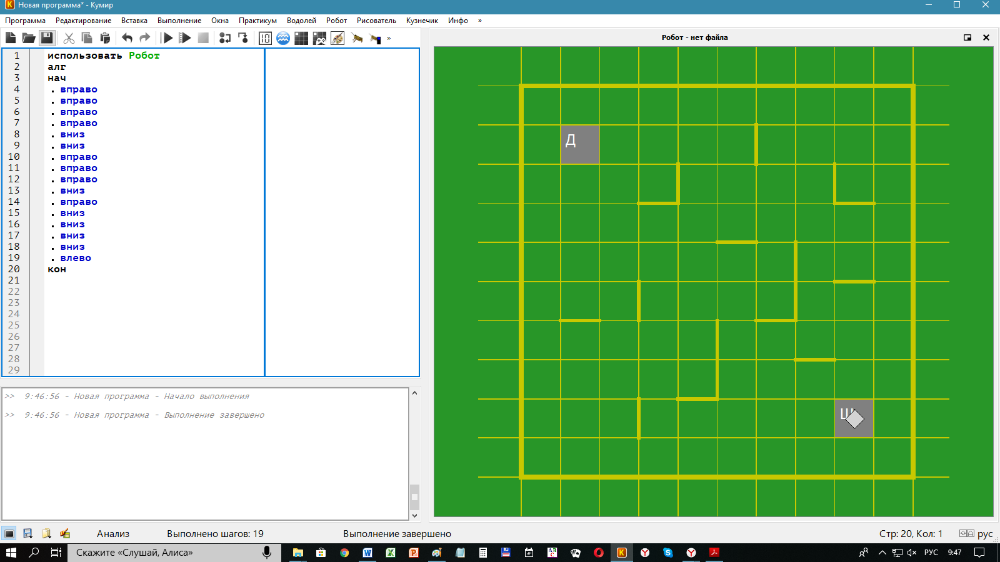 Новая программа* - Кумир
Программа Редактирование Вставка Выполнение Окна Практикум Водолей Робот Рисователь Кузнечик Инфо »
»
Робот - нет файла
1 использовать Робот
2 алг
3 нач
4 . вправо
5 . вправо
6 . вправо
7 . вправо
8 . вниз
9 . вниз
10 . вправо
11 . вправо
12 . вправо
13 . вниз
14 . вправо
15 . вниз
16 . вниз
17 . вниз
18 . вниз
19 . влево
20 кон
21
22
23
24
25
26
27
28
29
Д
>> 9:46:56 - Новая программа - Начало выполнения
>> 9:46:56 - Новая программа - Выполнение завершено
Анализ Выполнено шагов: 19 Выполнение завершено Стр: 20, Кол: 1 рус
Скажите «Слушай, Алиса» РУС 9:47